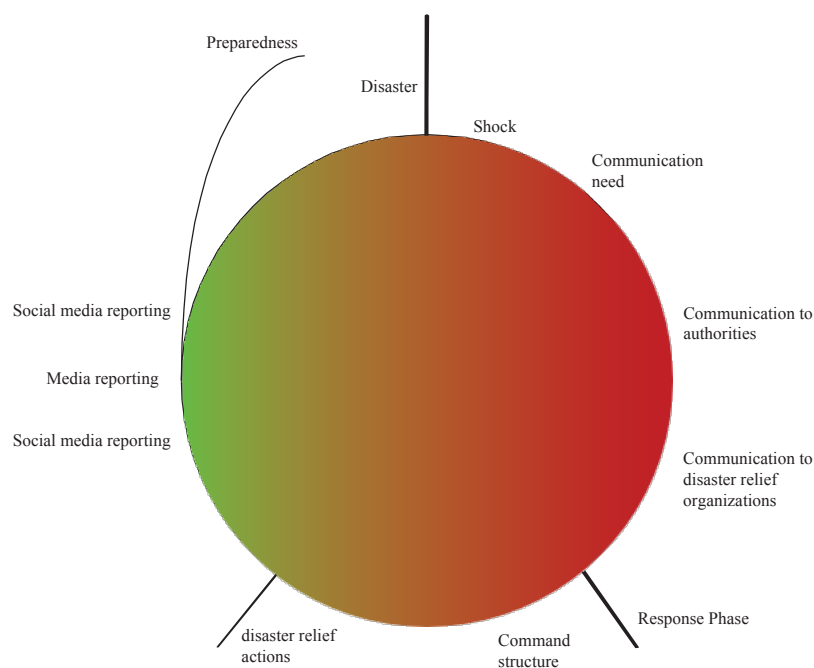 Preparedness
Disaster
Shock
Communication
need
Social media reporting
Communication to
authorities
Media reporting
Social media reporting
Communication to
disaster relief
organizations
Response Phase
disaster relief
actions
Command
structure